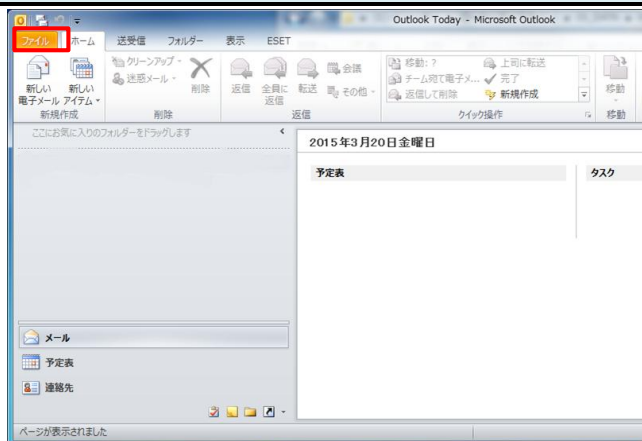 Outlook Today - Microsoft Outlook
ファイル ホーム 送受信 フォルダー 表示 ESET
新しい
電子メール
新しい
アイテム
新規作成
クリーンアップ
迷惑メール
削除
削除
返信
全員に
返信
転送
会議
その他
返信
移動: ?
チーム宛て電子メ...
返信して削除
上司に転送
完了
新規作成
クイック操作
移動
移動
ここにお気に入りのフォルダーをドラッグします
2015年3月20日金曜日
予定表
タスク
メール
予定表
連絡先
ページが表示されました